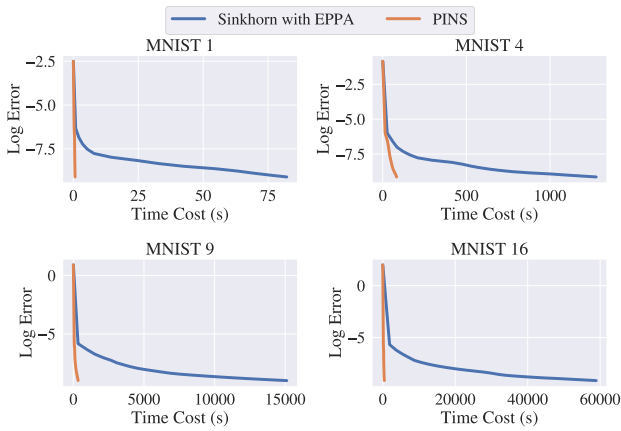 Sinkhorn with EPPA PINS
MNIST 1 MNIST 4
Log Error
−2.5
−5.0
−7.5
0 25 50 75
Time Cost (s)
Log Error
−2.5
−5.0
−7.5
0 500 1000
Time Cost (s)
MNIST 9 MNIST 16
Log Error
0
−5
0 5000 10000 15000
Time Cost (s)
Log Error
0
−5
0 20000 40000 60000
Time Cost (s)